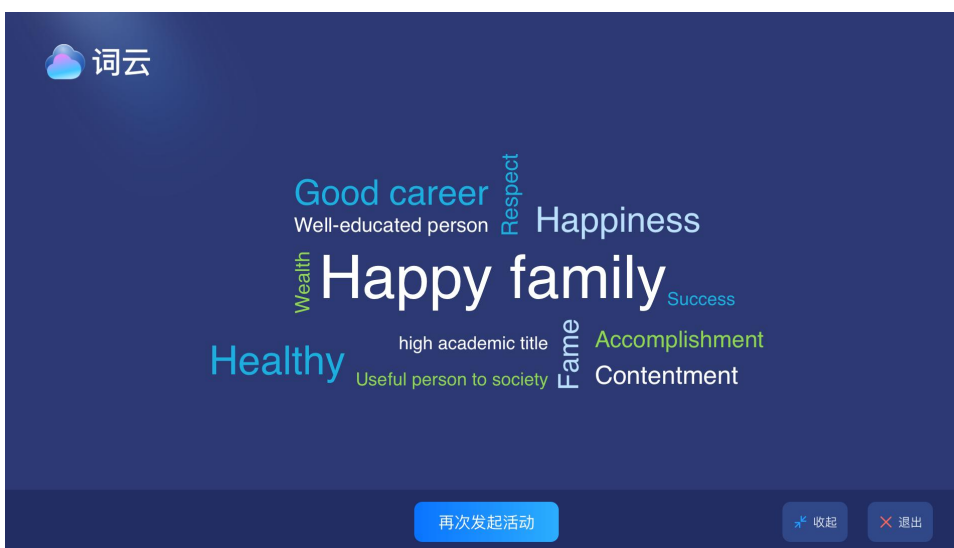 词云
Good career
Respect
Well-educated person
Happiness
Wealth
Happy family
Success
high academic title
Fame
Accomplishment
Healthy
Useful person to society
Contentment
再次发起活动
收起
退出